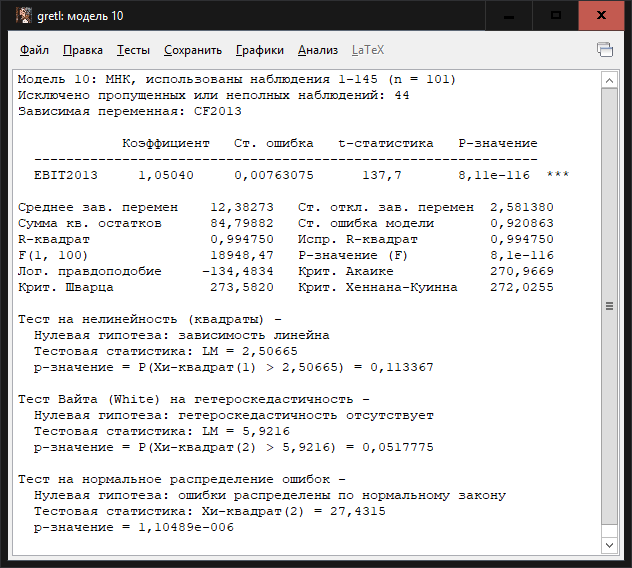 gretl: модель 10
Файл Правка Тесты Сохранить Графики Анализ LaTeX
Модель 10: МНК, использованы наблюдения 1-145 (n = 101)
Исключено пропущенных или неполных наблюдений: 44
Зависимая переменная: CF2013
Коэффициент Ст. ошибка t-статистика P-значение
----------------------------------------------------------------
EBIT2013 1,05040 0,00763075 137,7 8,11e-116 ***
Среднее зав. перемен 12,38273 Ст. откл. зав. перемен 2,581380
Сумма кв. остатков 84,79882 Ст. ошибка модели 0,920863
R-квадрат 0,994750 Испр. R-квадрат 0,994750
F(1, 100) 18948,47 Р-значение (F) 8,1e-116
Лог. правдоподобие -134,4834 Крит. Акаике 270,9669
Крит. Шварца 273,5820 Крит. Хеннана-Куинна 272,0255
Тест на нелинейность (квадраты) -
Нулевая гипотеза: зависимость линейна
Тестовая статистика: LM = 2,50665
р-значение = P(Хи-квадрат(1) > 2,50665) = 0,113367
Тест Вайта (White) на гетероскедастичность -
Нулевая гипотеза: гетероскедастичность отсутствует
Тестовая статистика: LM = 5,9216
р-значение = P(Хи-квадрат(2) > 5,9216) = 0,0517775
Тест на нормальное распределение ошибок -
Нулевая гипотеза: ошибки распределены по нормальному закону
Тестовая статистика: Хи-квадрат(2) = 27,4315
р-значение = 1,10489e-006